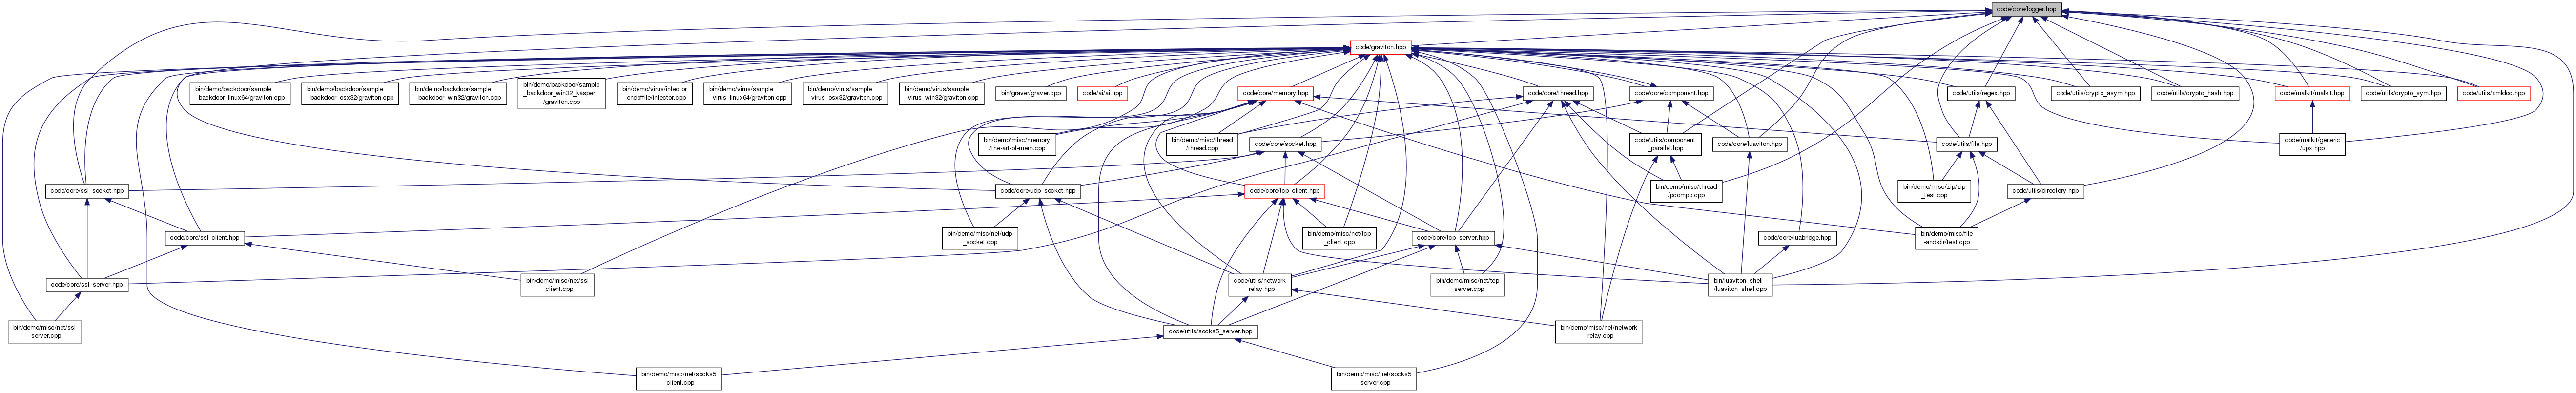 code/core/logger.hpp
code/graviton.hpp
bin/demo/backdoor/sample
_backdoor_linux64/graviton.cpp
bin/demo/backdoor/sample
_backdoor_osx32/graviton.cpp
bin/demo/backdoor/sample
_backdoor_win32/graviton.cpp
bin/demo/backdoor/sample
_backdoor_win32_kasper
/graviton.cpp
bin/demo/virus/infector
_endoffile/infector.cpp
bin/demo/virus/sample
_virus_linux64/graviton.cpp
bin/demo/virus/sample
_virus_osx32/graviton.cpp
bin/demo/virus/sample
_virus_win32/graviton.cpp
bin/graver/graver.cpp
code/ai/ai.hpp
code/core/memory.hpp
code/core/thread.hpp
code/core/component.hpp
code/utils/regex.hpp
code/utils/crypto_asym.hpp
code/utils/crypto_hash.hpp
code/malkit/malkit.hpp
code/utils/crypto_sym.hpp
code/utils/xmldoc.hpp
bin/demo/misc/memory
/the-art-of-mem.cpp
bin/demo/misc/thread
/thread.cpp
code/core/socket.hpp
code/utils/component
_parallel.hpp
code/core/luaviton.hpp
code/utils/file.hpp
code/malkit/generic
/upx.hpp
code/core/ssl_socket.hpp
code/core/udp_socket.hpp
code/core/tcp_client.hpp
bin/demo/misc/thread
/pcompo.cpp
bin/demo/misc/zip/zip
_test.cpp
code/utils/directory.hpp
code/core/ssl_client.hpp
bin/demo/misc/net/udp
_socket.cpp
bin/demo/misc/net/tcp
_client.cpp
code/core/tcp_server.hpp
code/core/luabridge.hpp
bin/demo/misc/file
-and-dir/test.cpp
code/core/ssl_server.hpp
bin/demo/misc/net/ssl
_client.cpp
code/utils/network
_relay.hpp
bin/demo/misc/net/tcp
_server.cpp
bin/luaviton_shell
/luaviton_shell.cpp
bin/demo/misc/net/ssl
_server.cpp
code/utils/socks5_server.hpp
bin/demo/misc/net/network
_relay.cpp
bin/demo/misc/net/socks5
_client.cpp
bin/demo/misc/net/socks5
_server.cpp